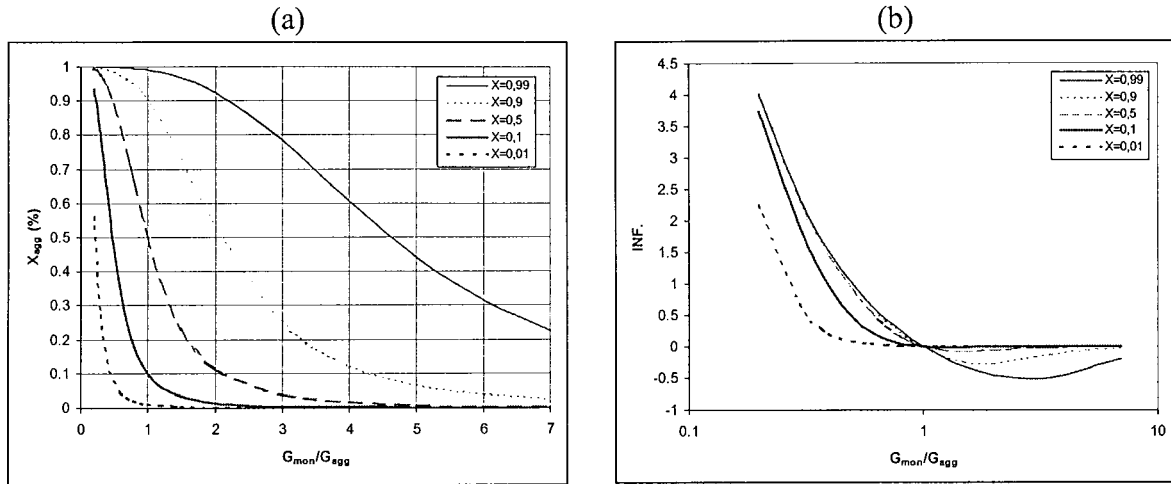 (a)
1
0.9
0.8
0.7
0.6
0.5
0.4
0.3
0.2
0.1
0
X_agg (%)
X=0,99
X=0,9
X=0,5
X=0,1
X=0,01
0 1 2 3 4 5 6 7
G_mon/G_agg
(b)
4.5
4
3.5
3
2.5
2
1.5
1
0.5
0
-0.5
-1
INF.
X=0,99
X=0,9
X=0,5
X=0,1
X=0,01
0.1 1 10
G_mon/G_agg